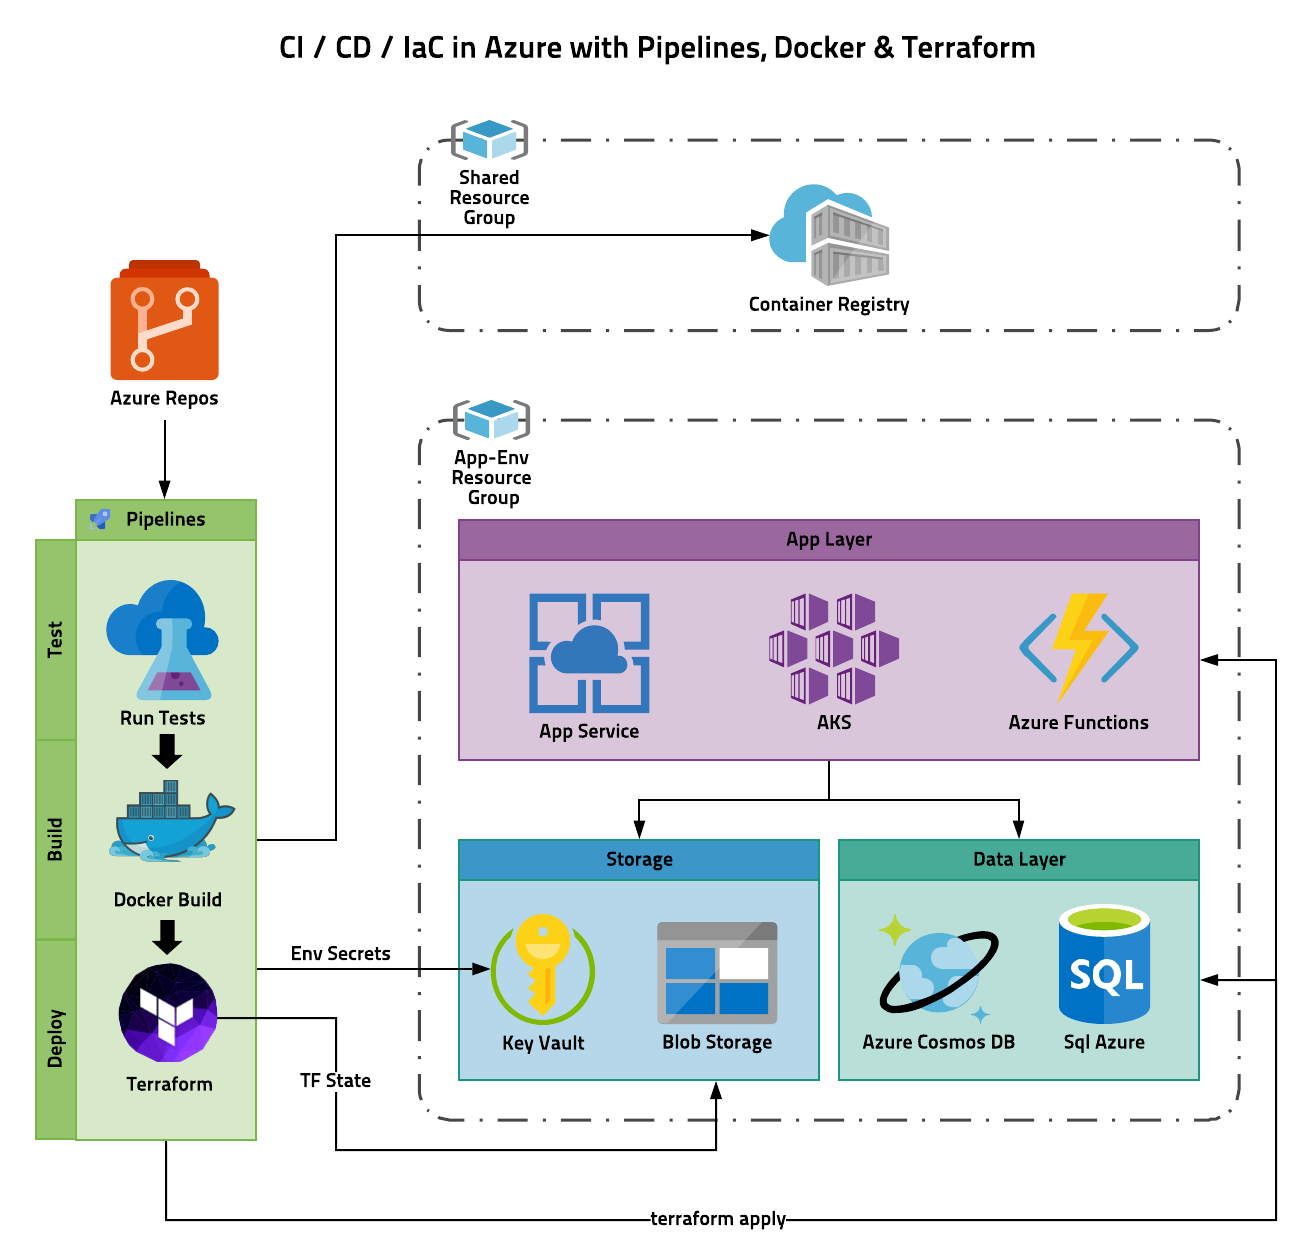 CI / CD / IaC in Azure with Pipelines, Docker & Terraform
Shared
Resource
Group
Container Registry
Azure Repos
App-Env
Resource
Group
Pipelines
App Layer
Test
Run Tests
App Service
AKS
Azure Functions
Build
Docker Build
Storage
Data Layer
Env Secrets
SQL
Key Vault
Blob Storage
Azure Cosmos DB
Sql Azure
Deploy
Terraform
TF State
terraform apply